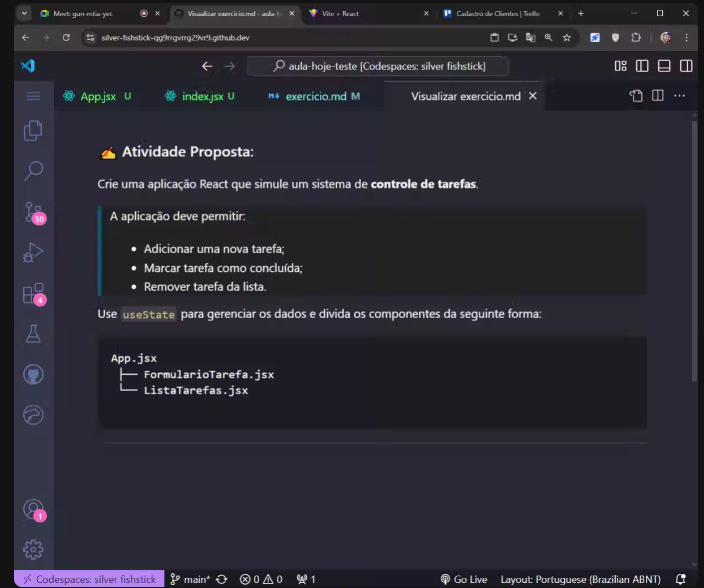 Meet: gun-mtia-yet
Visualizar exercicio.md - aula-h
Vite + React
Cadastro de Clientes | Trello
silver-fishstick-qg9rrgvrrg29vr9.github.dev
aula-hoje-teste [Codespaces: silver fishstick]
App.jsx U
index.jsx U
exercicio.md M
Visualizar exercicio.md
Atividade Proposta:
Crie uma aplicação React que simule um sistema de controle de tarefas.
A aplicação deve permitir:
• Adicionar uma nova tarefa;
• Marcar tarefa como concluída;
• Remover tarefa da lista.
Use useState para gerenciar os dados e divida os componentes da seguinte forma:
App.jsx
├── FormularioTarefa.jsx
└── ListaTarefas.jsx
50
4
1
Codespaces: silver fishstick
main*
0
0
1
Go Live
Layout: Portuguese (Brazilian ABNT)